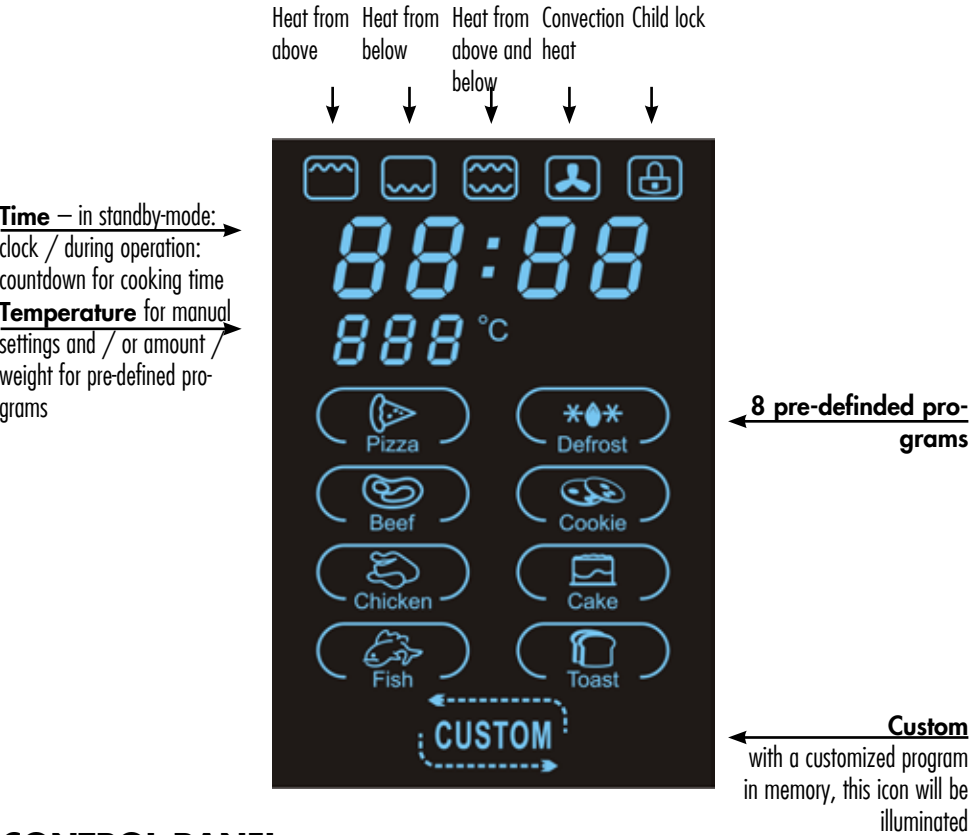 Heat from above
Heat from below
Heat from above and below
Convection heat
Child lock
Time – in standby-mode:
clock / during operation:
countdown for cooking time
Temperature for manual
settings and / or amount /
weight for pre-defined pro-
grams
88:88
888 °C
Pizza
Defrost
Beef
Cookie
Chicken
Cake
Fish
Toast
CUSTOM
8 pre-definded pro-
grams
Custom
with a customized program
in memory, this icon will be
illuminated
CONTROL PANEL